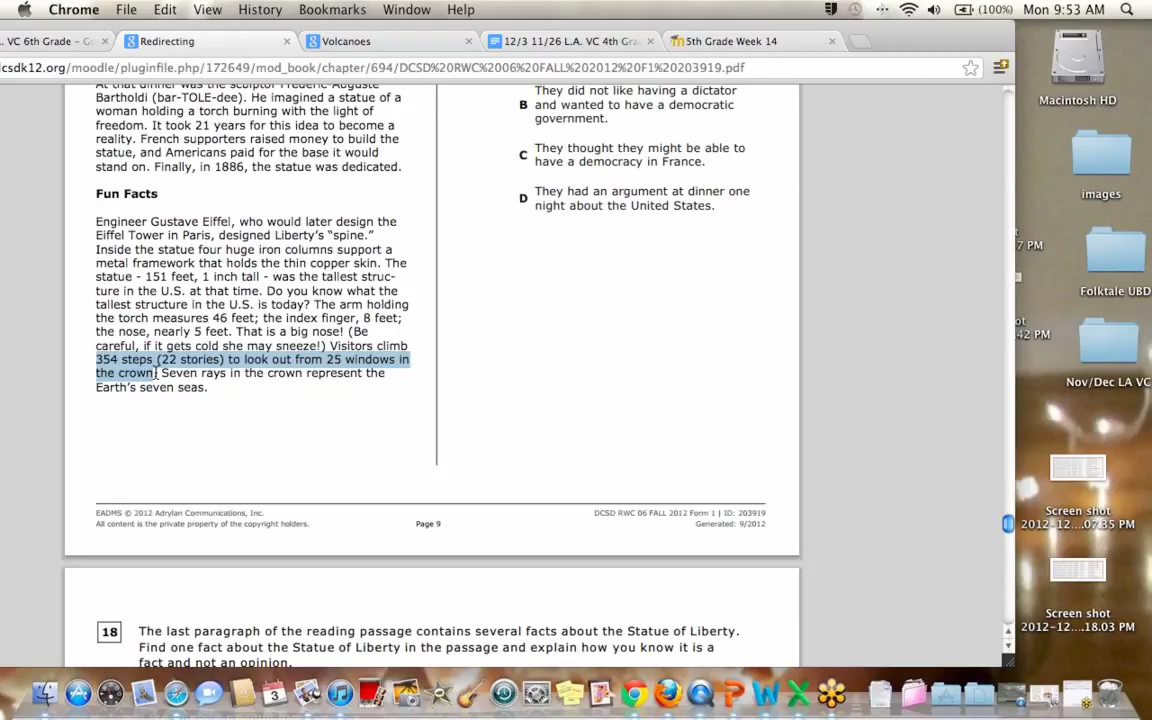 Chrome File Edit View History Bookmarks Window Help
(100%) Mon 9:53 AM
. VC 6th Grade - Go
Redirecting
Volcanoes
12/3 11/26 L.A. VC 4th Gra
5th Grade Week 14
lcsdk12.org/moodle/pluginfile.php/172649/mod_book/chapter/694/DCSD%20RWC%2006%20FALL%202012%20F1%203919.pdf
At that dinner was the sculptor Frederic-Auguste
Bartholdi (bar-TOLE-dee). He imagined a statue of a
woman holding a torch burning with the light of
freedom. It took 21 years for this idea to become a
reality. French supporters raised money to build the
statue, and Americans paid for the base it would
stand on. Finally, in 1886, the statue was dedicated.
Fun Facts
Engineer Gustave Eiffel, who would later design the
Eiffel Tower in Paris, designed Liberty’s “spine.”
Inside the statue four huge iron columns support a
metal framework that holds the thin copper skin. The
statue - 151 feet, 1 inch tall - was the tallest struc-
ture in the U.S. at that time. Do you know what the
tallest structure in the U.S. is today? The arm holding
the torch measures 46 feet; the index finger, 8 feet;
the nose, nearly 5 feet. That is a big nose! (Be
careful, if it gets cold she may sneeze!) Visitors climb
354 steps (22 stories) to look out from 25 windows in
the crown. Seven rays in the crown represent the
Earth’s seven seas.
They did not like having a dictator
B and wanted to have a democratic
government.
C They thought they might be able to
have a democracy in France.
D They had an argument at dinner one
night about the United States.
EADMS © 2012 Adrylan Communications, Inc.
All content is the private property of the copyright holders.
Page 9
DCSD RWC 06 FALL 2012 Form 1 | ID: 203919
Generated: 9/2012
18 The last paragraph of the reading passage contains several facts about the Statue of Liberty.
Find one fact about the Statue of Liberty in the passage and explain how you know it is a
fact and not an opinion.
Macintosh HD
images
7 PM
Folktale UBD
ot
42 PM
Nov/Dec LA VC
Screen shot
2012-12....07.35 PM
Screen shot
2012-12....18.03 PM